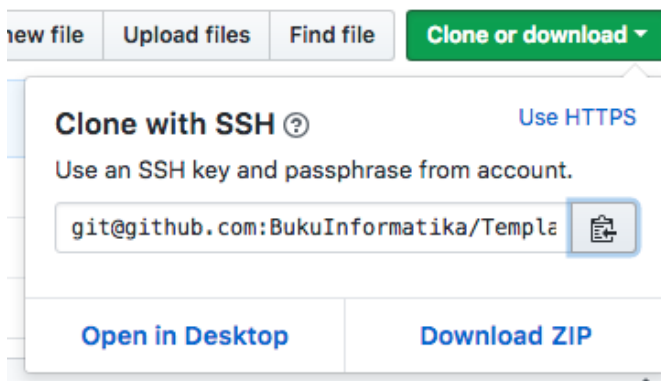 new file Upload files Find file Clone or download
Clone with SSH ?
Use HTTPS
Use an SSH key and passphrase from account.
git@github.com:BukuInformatika/Templa
Open in Desktop Download ZIP